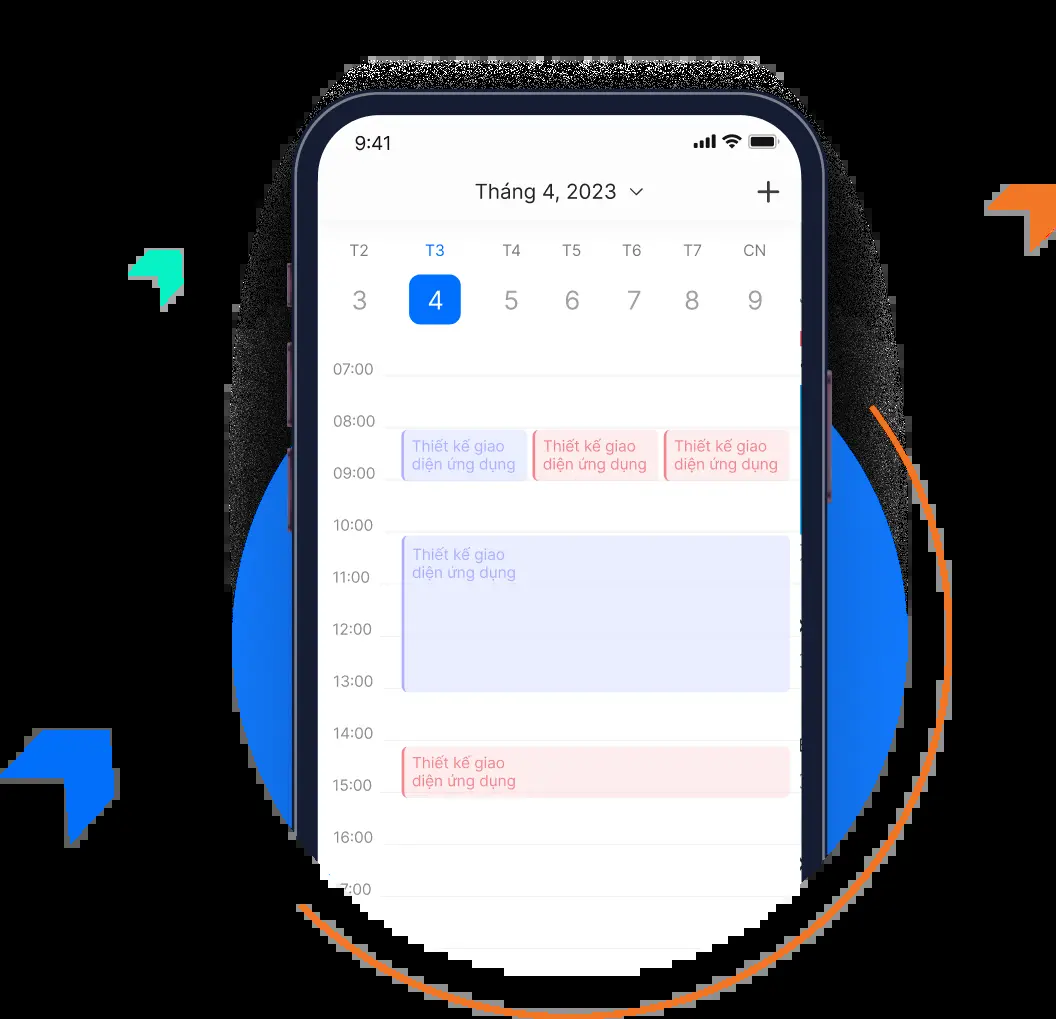 9:41
Tháng 4, 2023
T2 T3 T4 T5 T6 T7 CN
3 4 5 6 7 8 9
07:00
08:00
Thiết kế giao
diện ứng dụng
Thiết kế giao
diện ứng dụng
Thiết kế giao
diện ứng dụng
09:00
10:00
Thiết kế giao
diện ứng dụng
11:00
12:00
13:00
14:00
Thiết kế giao
diện ứng dụng
15:00
16:00
7:00